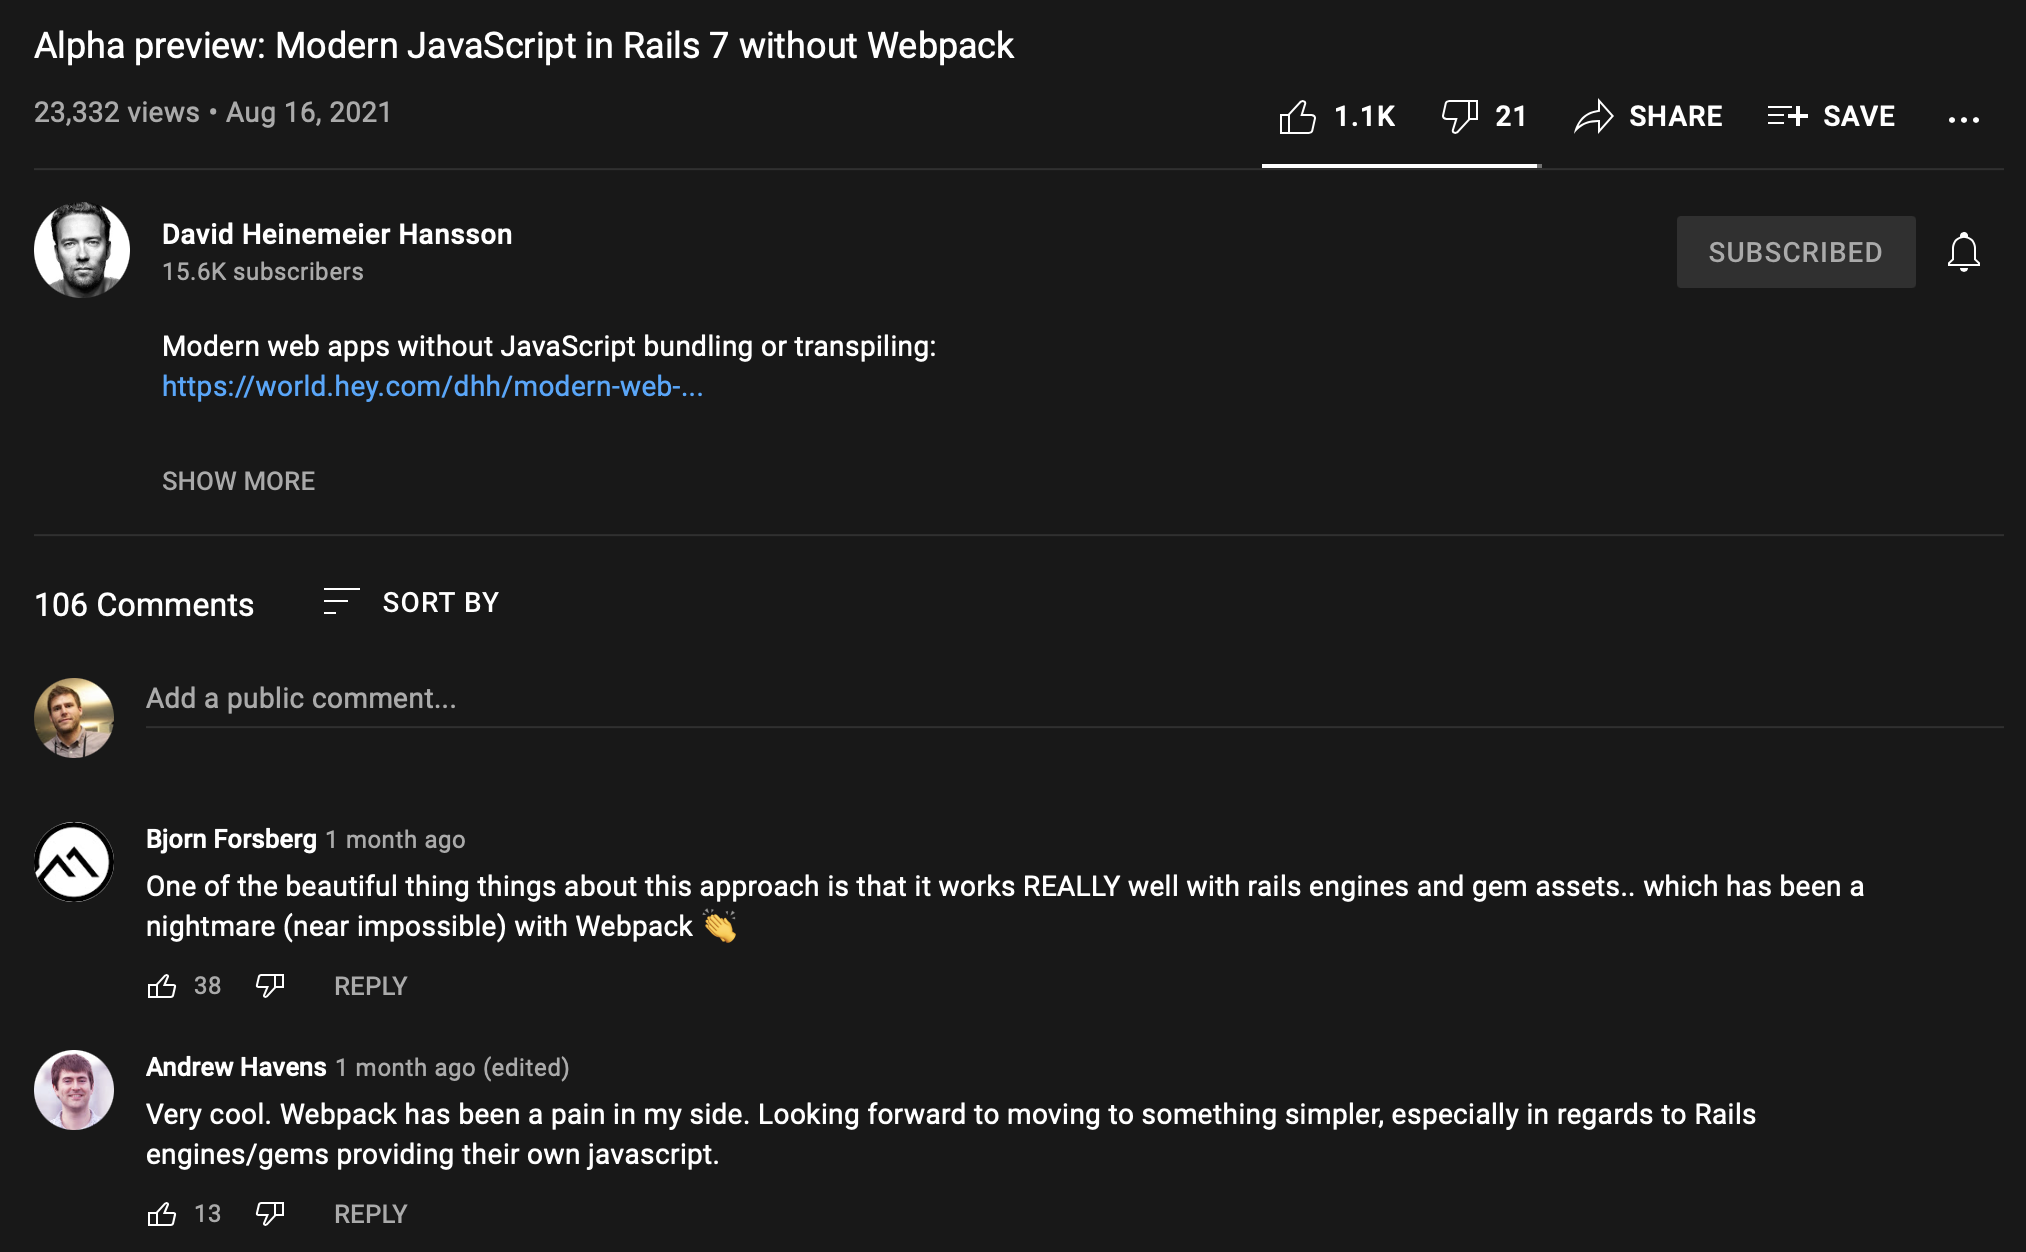 Alpha preview: Modern JavaScript in Rails 7 without Webpack
23,332 views • Aug 16, 2021
1.1K 21 SHARE SAVE ...
David Heinemeier Hansson
15.6K subscribers
SUBSCRIBED
Modern web apps without JavaScript bundling or transpiling:
https://world.hey.com/dhh/modern-web-...
SHOW MORE
106 Comments SORT BY
Add a public comment...
Bjorn Forsberg 1 month ago
One of the beautiful thing things about this approach is that it works REALLY well with rails engines and gem assets.. which has been a
nightmare (near impossible) with Webpack 👏
38 REPLY
Andrew Havens 1 month ago (edited)
Very cool. Webpack has been a pain in my side. Looking forward to moving to something simpler, especially in regards to Rails
engines/gems providing their own javascript.
13 REPLY